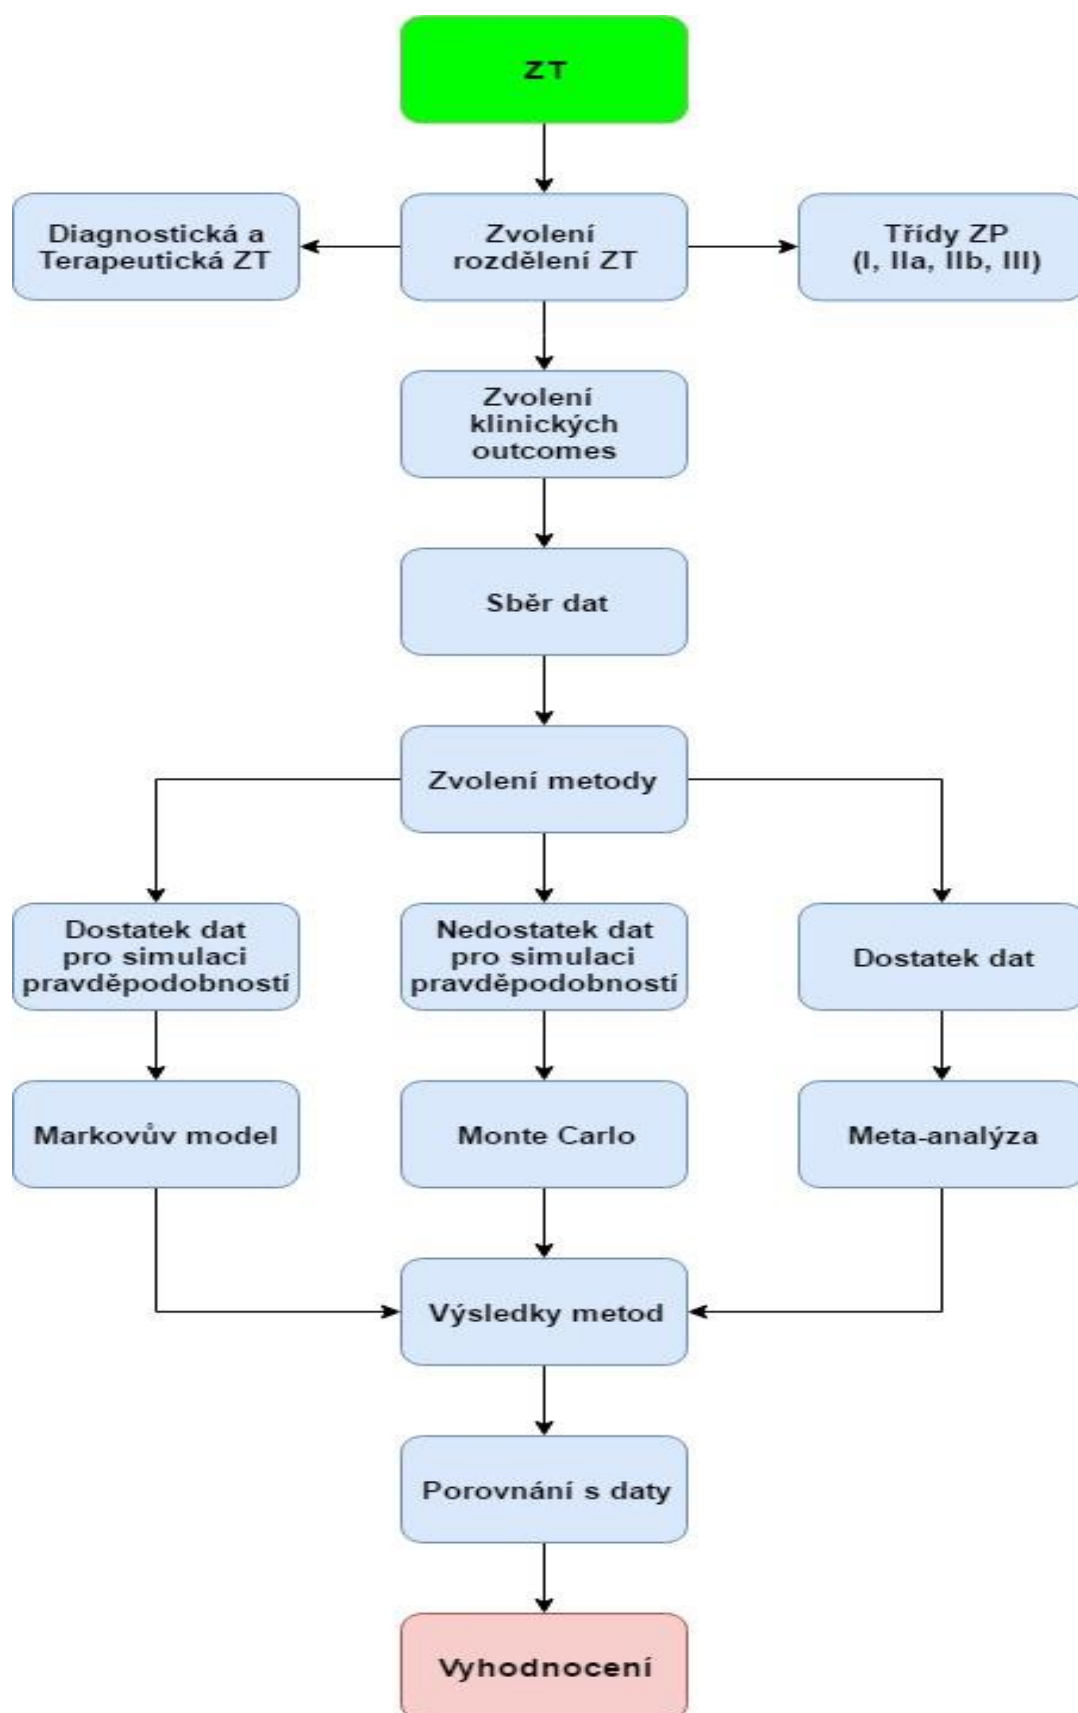 ZT
Diagnostická a
Terapeutická ZT
Zvolení
rozdělení ZT
Třídy ZP
(I, IIa, IIb, III)
Zvolení
klinických
outcomes
Sběr dat
Zvolení metody
Dostatek dat
pro simulaci
pravděpodobností
Nedostatek dat
pro simulaci
pravděpodobností
Dostatek dat
Markovův model
Monte Carlo
Meta-analýza
Výsledky metod
Porovnání s daty
Vyhodnocení